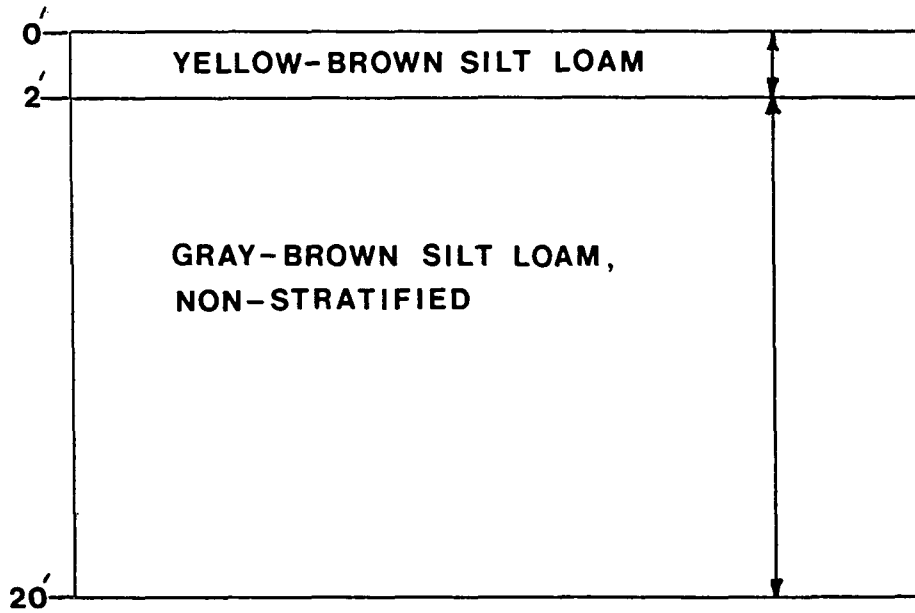 0'
YELLOW-BROWN SILT LOAM
2'
GRAY-BROWN SILT LOAM,
NON-STRATIFIED
20'